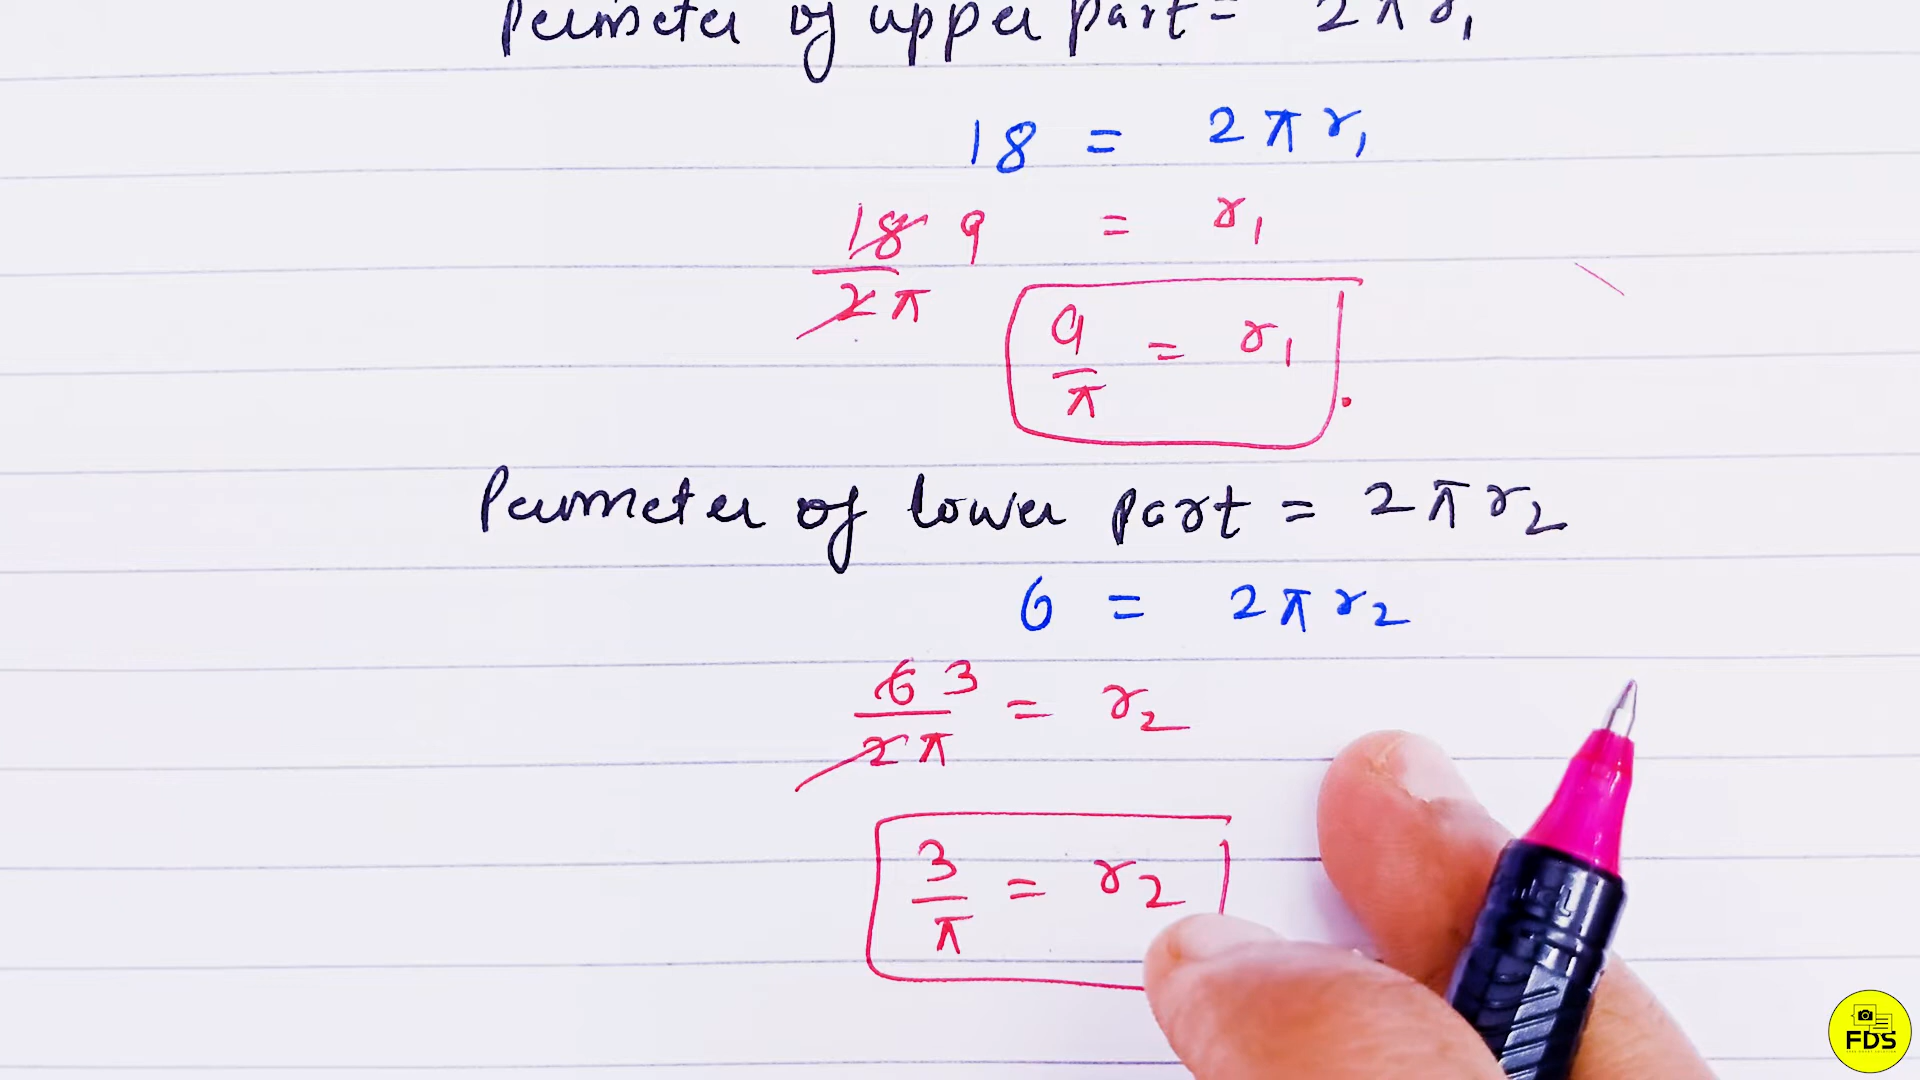 Perimeter of upper part = 2πr₁
18 = 2πr₁
18 9 = r₁
2π
9/π = r₁.
Perimeter of lower part = 2πr₂
6 = 2πr₂
6 3 = r₂
2π
3/π = r₂
FDS